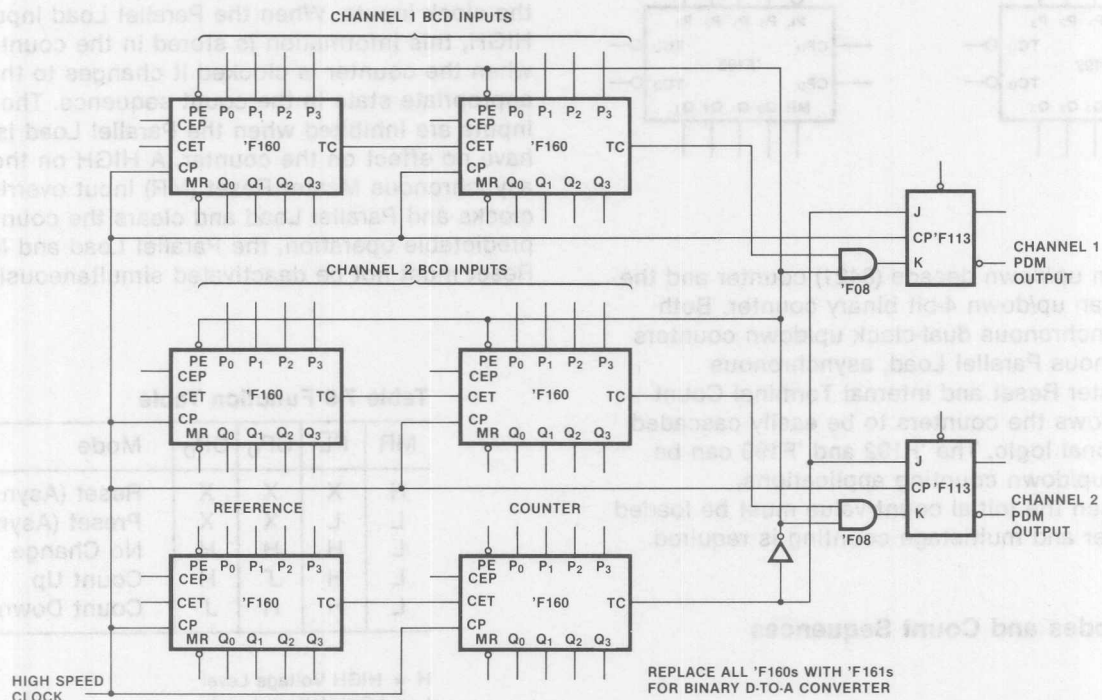 CHANNEL 1 BCD INPUTS
PE P0 P1 P2 P3
CEP
CET 'F160 TC
CP
MR Q0 Q1 Q2 Q3
PE P0 P1 P2 P3
CEP
CET 'F160 TC
CP
MR Q0 Q1 Q2 Q3
J
CP 'F113
K
'F08
CHANNEL 1
PDM
OUTPUT
CHANNEL 2 BCD INPUTS
PE P0 P1 P2 P3
CEP
CET 'F160 TC
CP
MR Q0 Q1 Q2 Q3
PE P0 P1 P2 P3
CEP
CET 'F160 TC
CP
MR Q0 Q1 Q2 Q3
J
CP 'F113
K
'F08
CHANNEL 2
PDM
OUTPUT
REFERENCE
COUNTER
PE P0 P1 P2 P3
CEP
CET 'F160 TC
CP
MR Q0 Q1 Q2 Q3
PE P0 P1 P2 P3
CEP
CET 'F160 TC
CP
MR Q0 Q1 Q2 Q3
HIGH SPEED
CLOCK
REPLACE ALL 'F160s WITH 'F161s
FOR BINARY D-TO-A CONVERTER